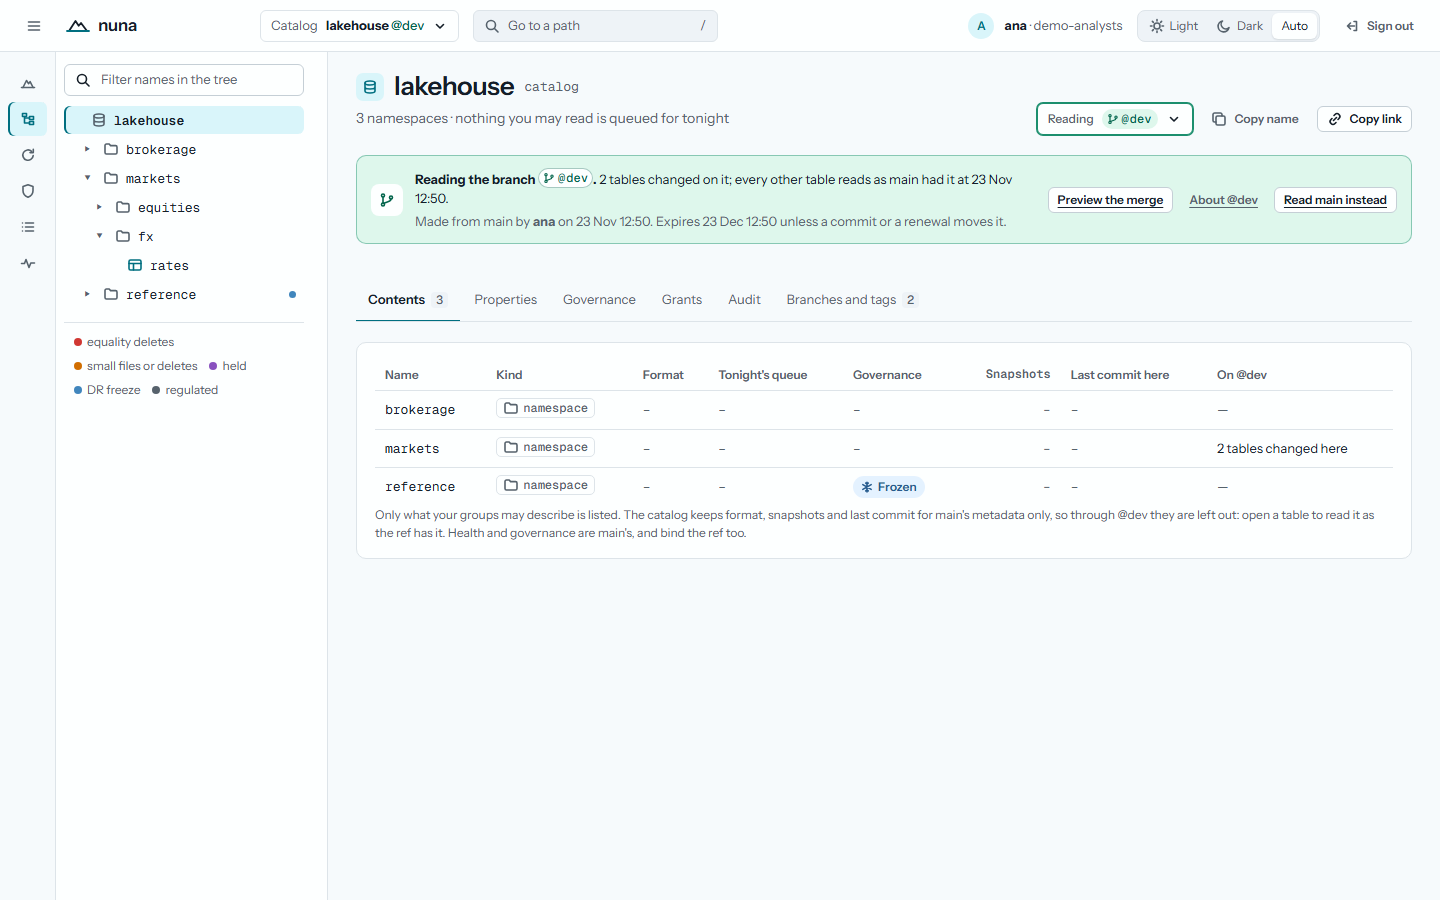 nuna
Catalog lakehouse @dev
Go to a path /
A ana · demo-analysts
Light Dark Auto
Sign out
Filter names in the tree
lakehouse
brokerage
markets
equities
fx
rates
reference
equality deletes
small files or deletes held
DR freeze regulated
lakehouse catalog
3 namespaces · nothing you may read is queued for tonight
Reading @dev
Copy name
Copy link
Reading the branch @dev . 2 tables changed on it; every other table reads as main had it at 23 Nov
12:50.
Made from main by ana on 23 Nov 12:50. Expires 23 Dec 12:50 unless a commit or a renewal moves it.
Preview the merge About @dev Read main instead
Contents 3 Properties Governance Grants Audit Branches and tags 2
Name Kind Format Tonight's queue Governance Snapshots Last commit here On @dev
brokerage namespace – – – – – —
markets namespace – – – – – 2 tables changed here
reference namespace – – Frozen – – —
Only what your groups may describe is listed. The catalog keeps format, snapshots and last commit for main's metadata only, so through @dev they are left out: open a table to read it as
the ref has it. Health and governance are main's, and bind the ref too.